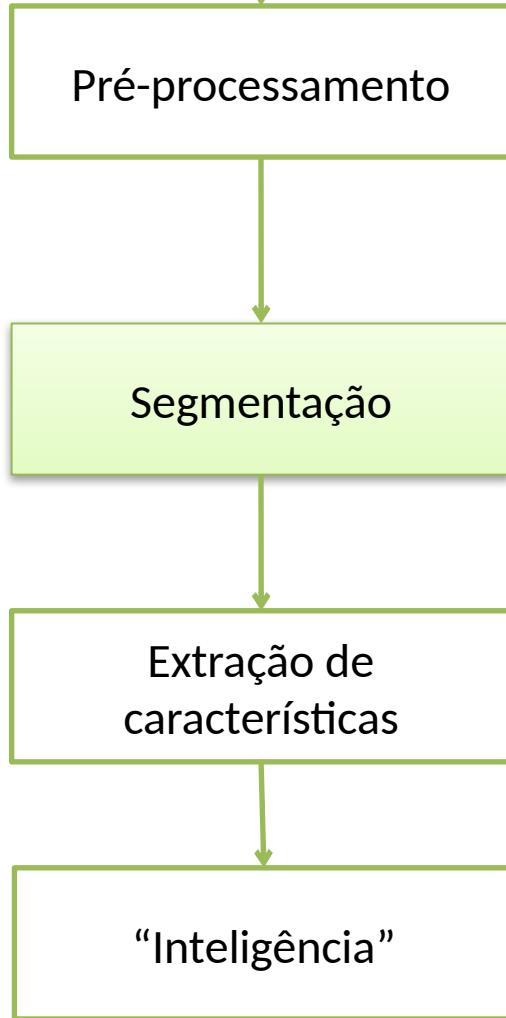 Pré-processamento
Segmentação
Extração de
características
“Inteligência”